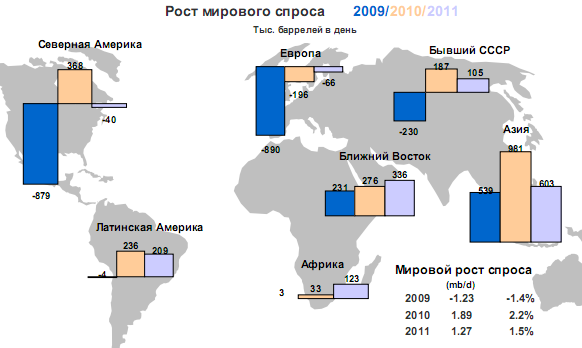 Рост мирового спроса 2009/2010/2011
Тыс. баррелей в день
Северная Америка
368
-40
-879
Европа
-196
-66
-890
Бывший СССР
187
105
-230
Азия
981
539
603
Ближний Восток
231
276
336
Латинская Америка
236
209
-4
Африка
3
33
123
Мировой рост спроса
(mb/d)
2009 -1.23 -1.4%
2010 1.89 2.2%
2011 1.27 1.5%